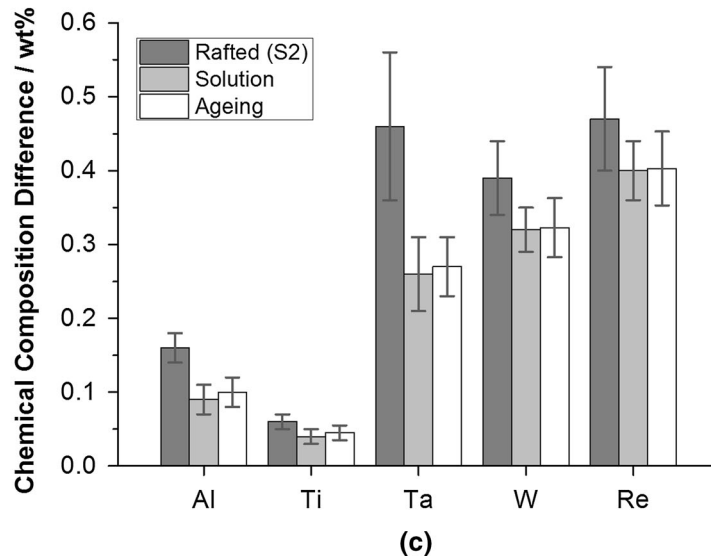 Chemical Composition Difference / wt%
0.6
0.5
0.4
0.3
0.2
0.1
0.0
Rafted (S2)
Solution
Ageing
Al Ti Ta W Re
(c)